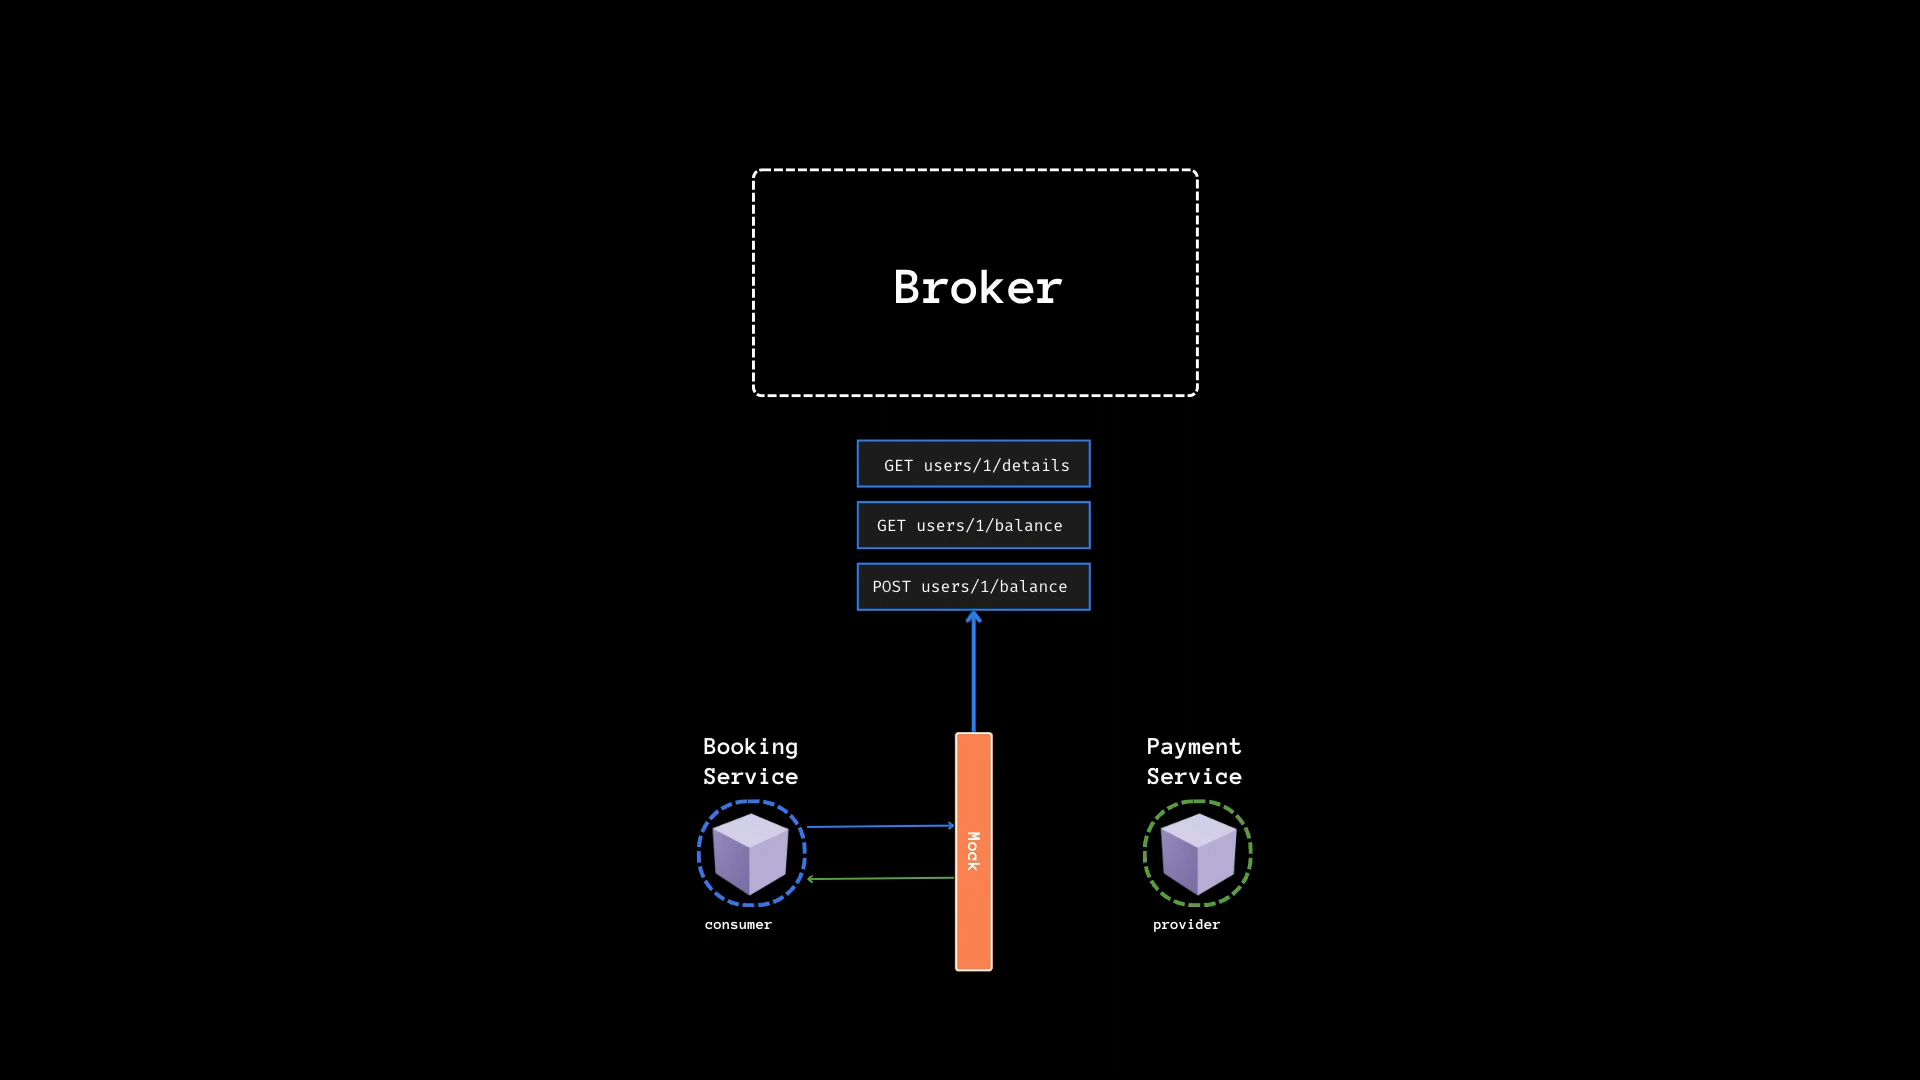 Broker
GET users/1/details
GET users/1/balance
POST users/1/balance
Booking
Service
Payment
Service
Mock
consumer
provider